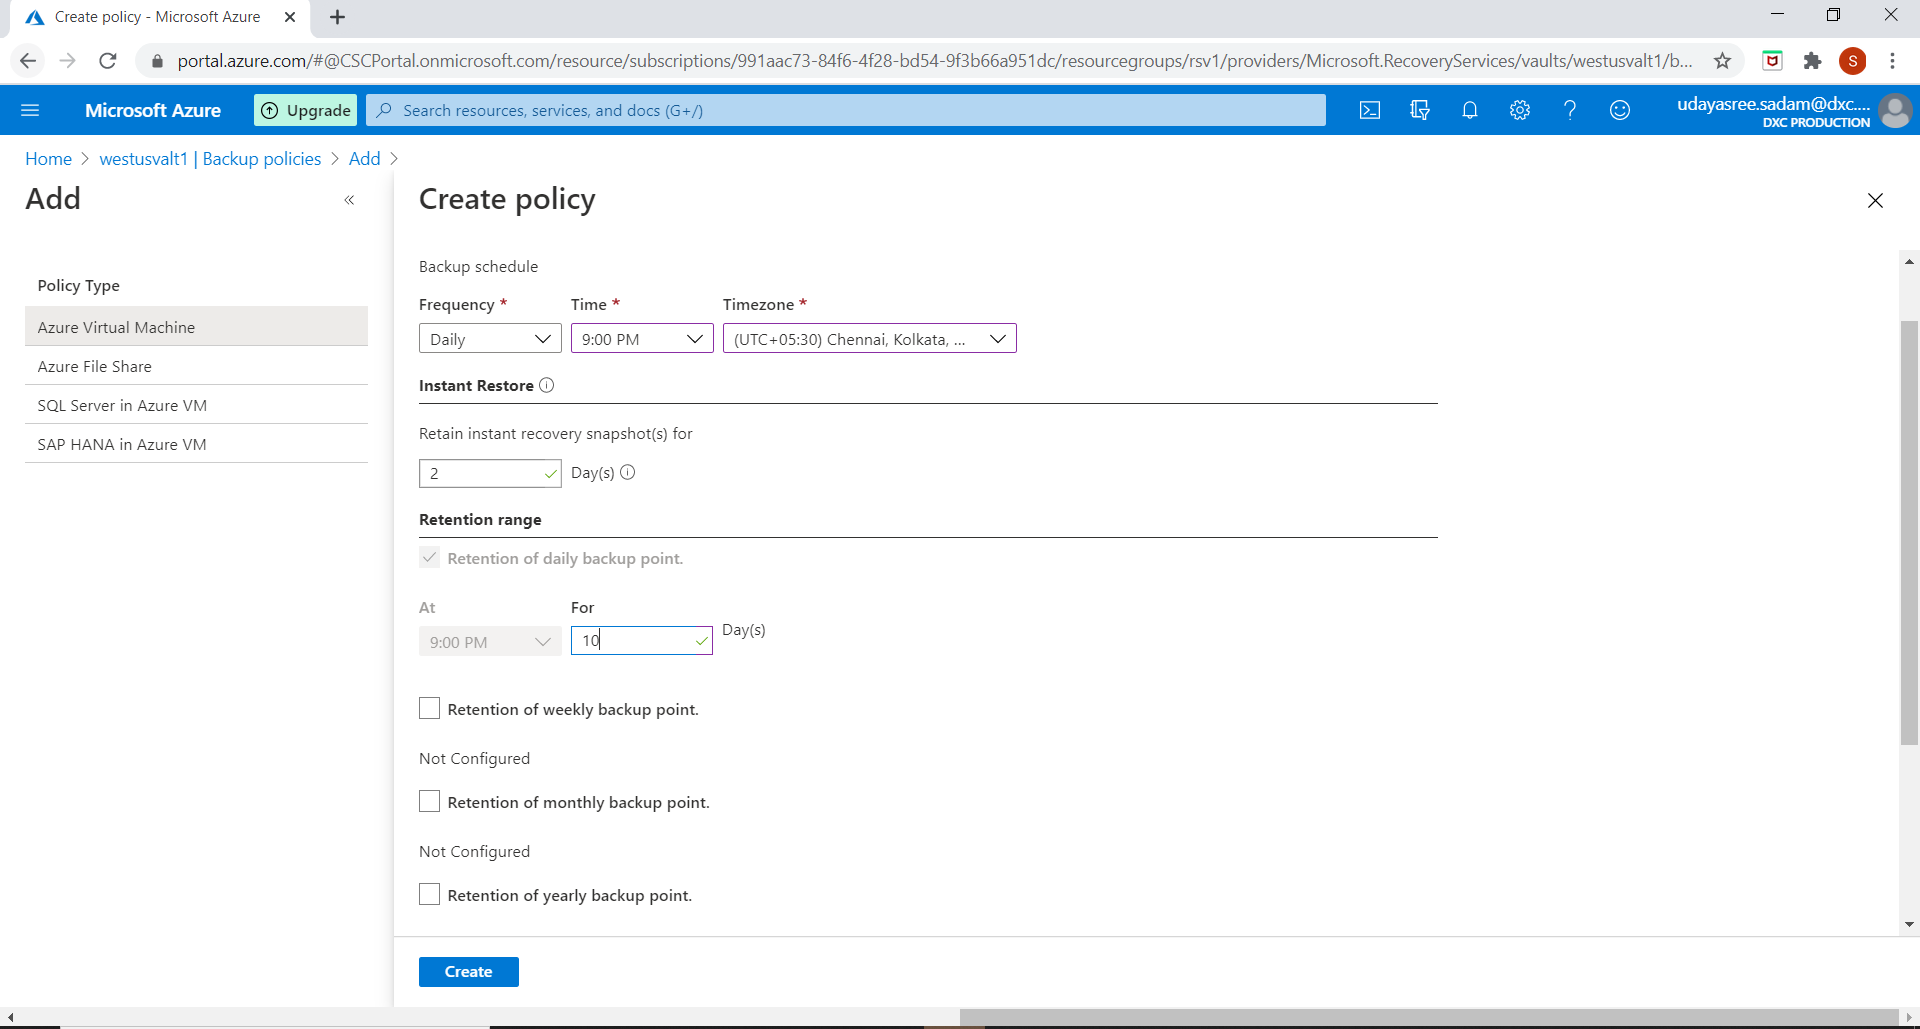 Create policy - Microsoft Azure
portal.azure.com/#@CSCPortal.onmicrosoft.com/resource/subscriptions/991aac73-84f6-4f28-bd54-9f3b66a951dc/resourcegroups/rsv1/providers/Microsoft.RecoveryServices/vaults/westusvalt1/b...
S
Microsoft Azure
Upgrade
Search resources, services, and docs (G+/)
udayasree.sadam@dxc....
DXC PRODUCTION
Home > westusvalt1 | Backup policies > Add >
Add
«
Create policy
Policy Type
Azure Virtual Machine
Azure File Share
SQL Server in Azure VM
SAP HANA in Azure VM
Backup schedule
Frequency * Time * Timezone *
Daily 9:00 PM (UTC+05:30) Chennai, Kolkata, ...
Instant Restore
Retain instant recovery snapshot(s) for
2 Day(s)
Retention range
Retention of daily backup point.
At For
9:00 PM 10 Day(s)
Retention of weekly backup point.
Not Configured
Retention of monthly backup point.
Not Configured
Retention of yearly backup point.
Create